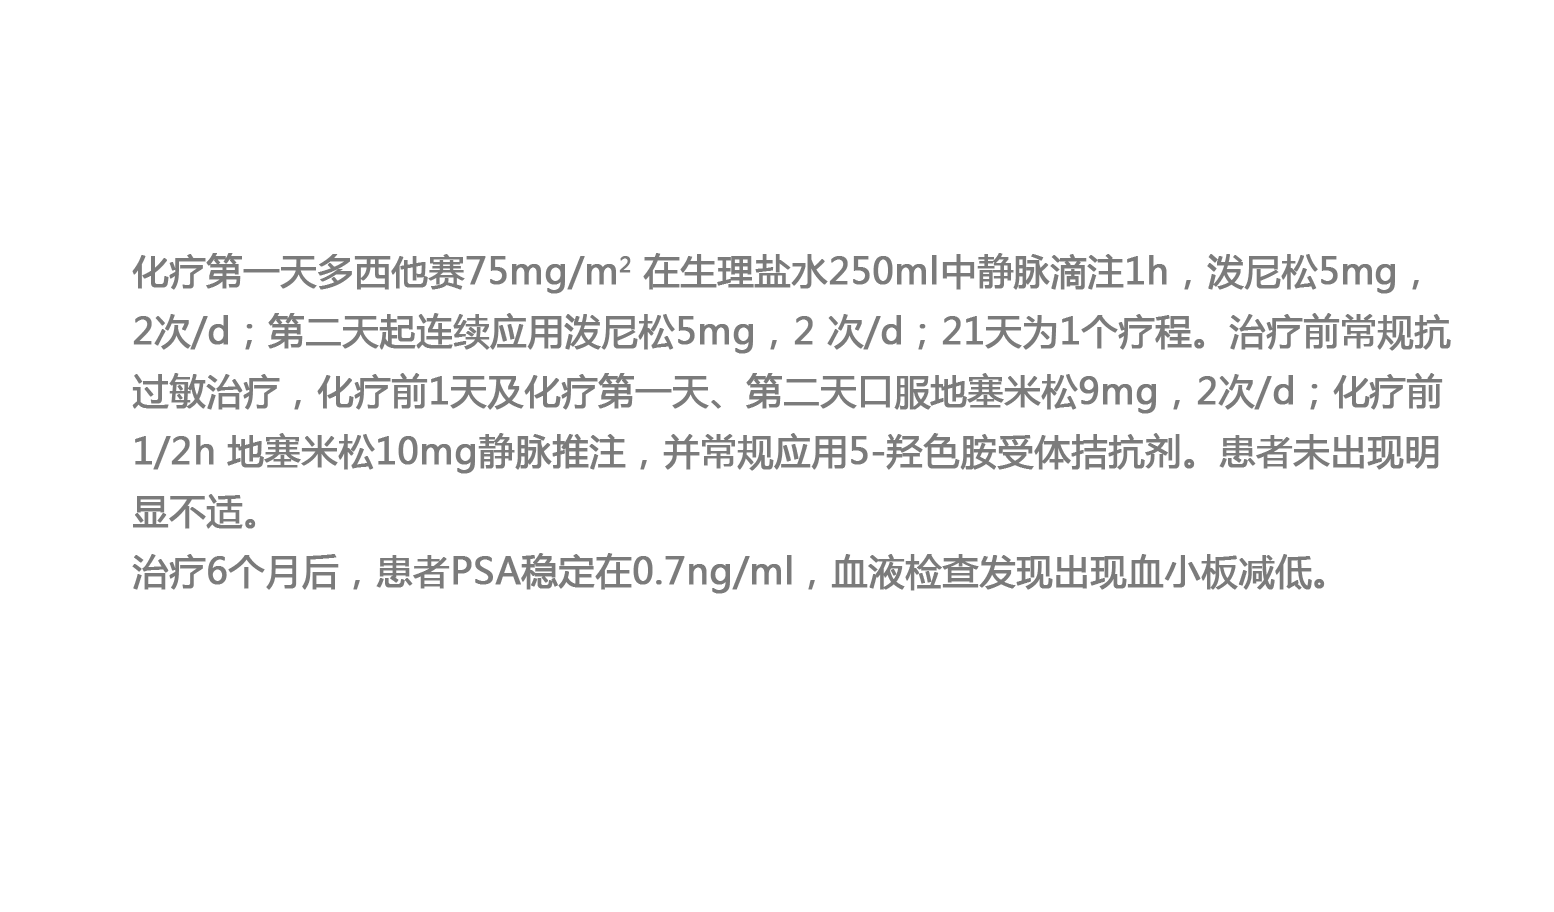 化疗第一天多西他赛75mg/m² 在生理盐水250ml中静脉滴注1h，泼尼松5mg，
2次/d；第二天起连续应用泼尼松5mg，2 次/d；21天为1个疗程。治疗前常规抗
过敏治疗，化疗前1天及化疗第一天、第二天口服地塞米松9mg，2次/d；化疗前
1/2h 地塞米松10mg静脉推注，并常规应用5-羟色胺受体拮抗剂。患者未出现明
显不适。
治疗6个月后，患者PSA稳定在0.7ng/ml，血液检查发现出现血小板减低。